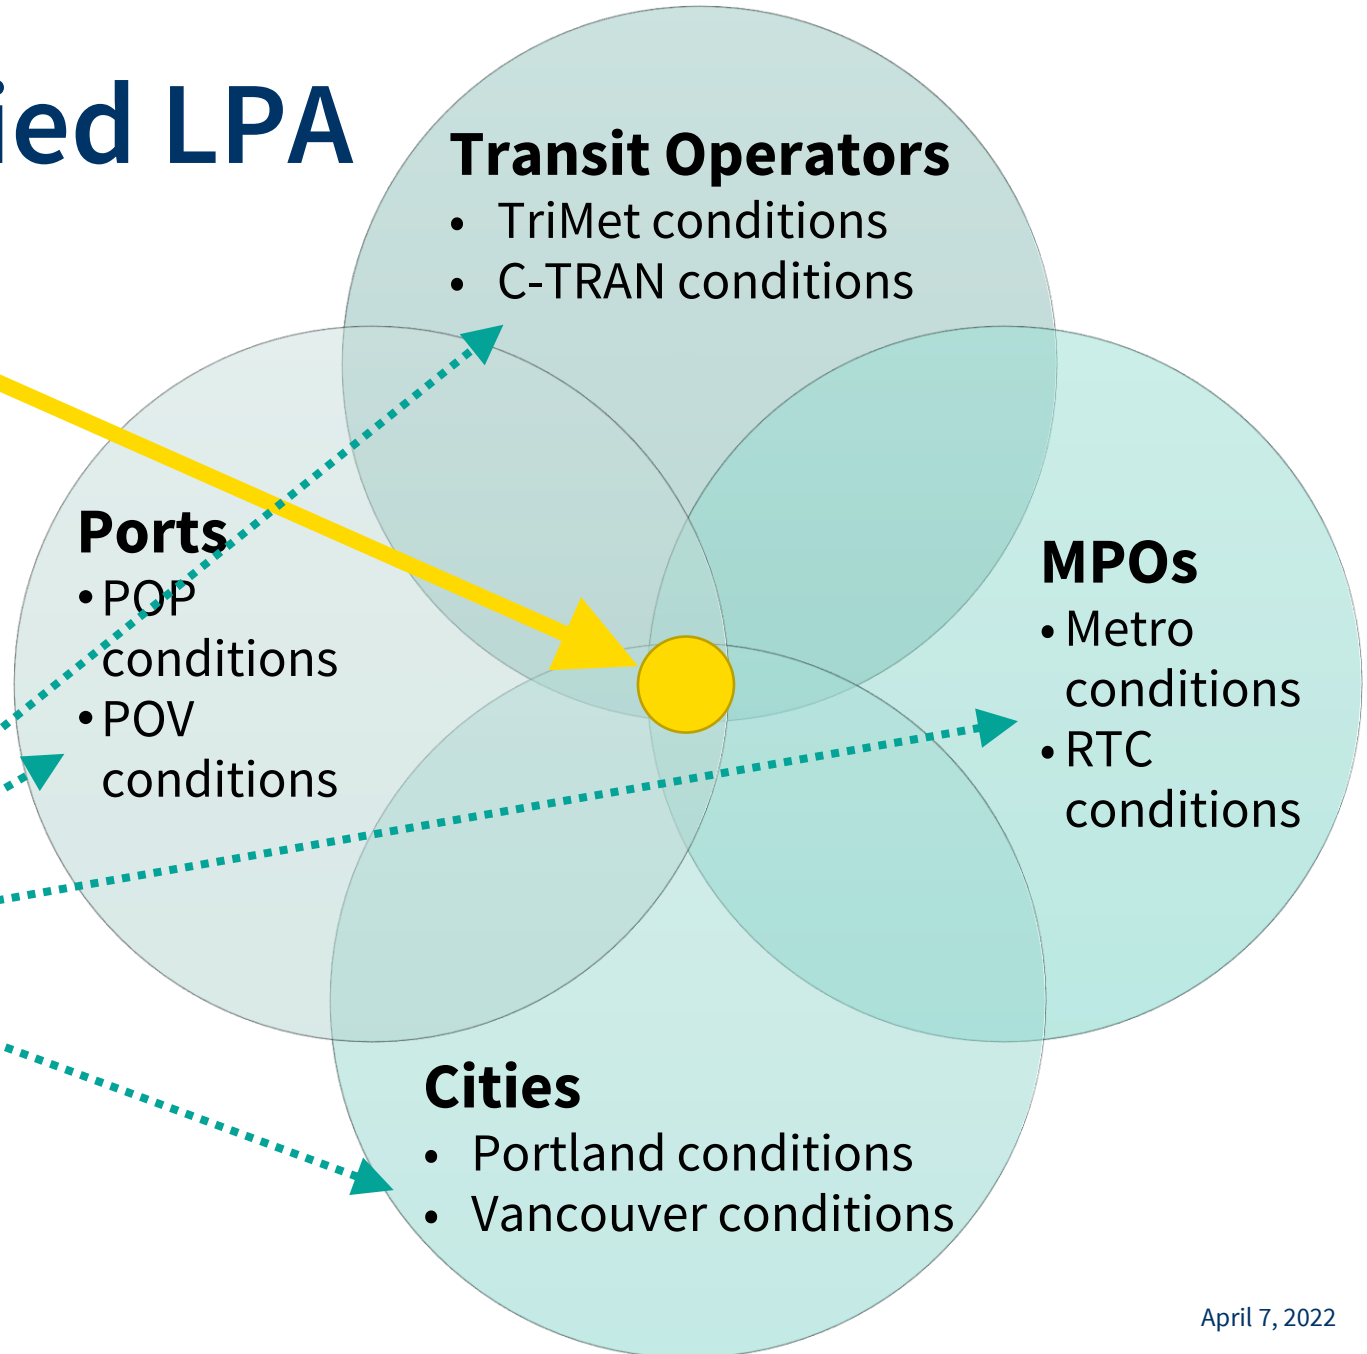 ied LPA
Transit Operators
• TriMet conditions
• C-TRAN conditions
Ports
• POP
conditions
• POV
conditions
MPOs
• Metro
conditions
• RTC
conditions
Cities
• Portland conditions
• Vancouver conditions
April 7, 2022